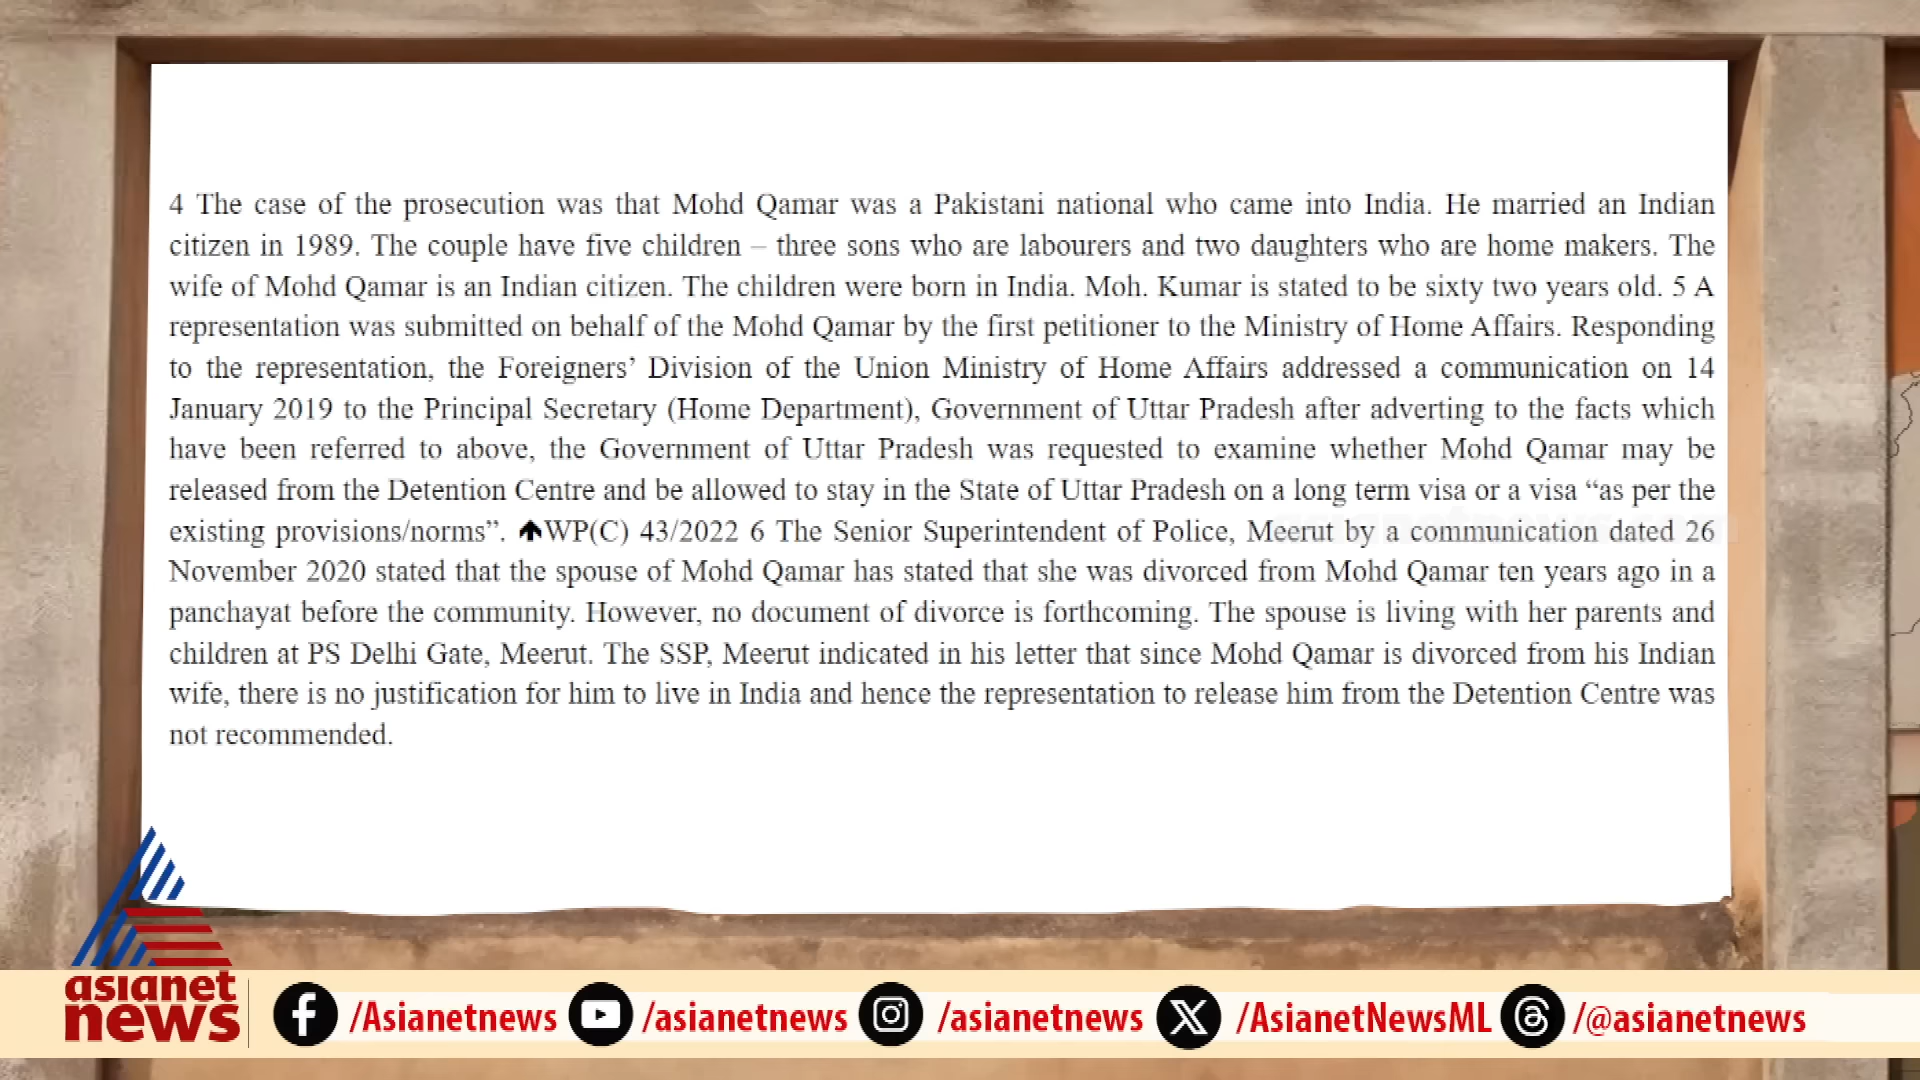 4 The case of the prosecution was that Mohd Qamar was a Pakistani national who came into India. He married an Indian
citizen in 1989. The couple have five children – three sons who are labourers and two daughters who are home makers. The
wife of Mohd Qamar is an Indian citizen. The children were born in India. Moh. Kumar is stated to be sixty two years old. 5 A
representation was submitted on behalf of the Mohd Qamar by the first petitioner to the Ministry of Home Affairs. Responding
to the representation, the Foreigners’ Division of the Union Ministry of Home Affairs addressed a communication on 14
January 2019 to the Principal Secretary (Home Department), Government of Uttar Pradesh after adverting to the facts which
have been referred to above, the Government of Uttar Pradesh was requested to examine whether Mohd Qamar may be
released from the Detention Centre and be allowed to stay in the State of Uttar Pradesh on a long term visa or a visa “as per the
existing provisions/norms”. 🡅WP(C) 43/2022 6 The Senior Superintendent of Police, Meerut by a communication dated 26
November 2020 stated that the spouse of Mohd Qamar has stated that she was divorced from Mohd Qamar ten years ago in a
panchayat before the community. However, no document of divorce is forthcoming. The spouse is living with her parents and
children at PS Delhi Gate, Meerut. The SSP, Meerut indicated in his letter that since Mohd Qamar is divorced from his Indian
wife, there is no justification for him to live in India and hence the representation to release him from the Detention Centre was
not recommended.
asianet
news
/Asianetnews /asianetnews /asianetnews /AsianetNewsML /@asianetnews